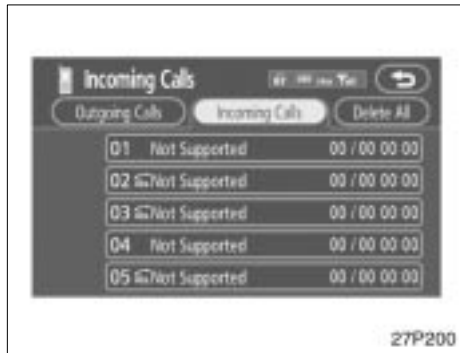 Incoming Calls
Outgoing Calls Incoming Calls Delete All
01 Not Supported 00/00 00:00
02 Not Supported 00/00 00:00
03 Not Supported 00/00 00:00
04 Not Supported 00/00 00:00
05 Not Supported 00/00 00:00
27P200